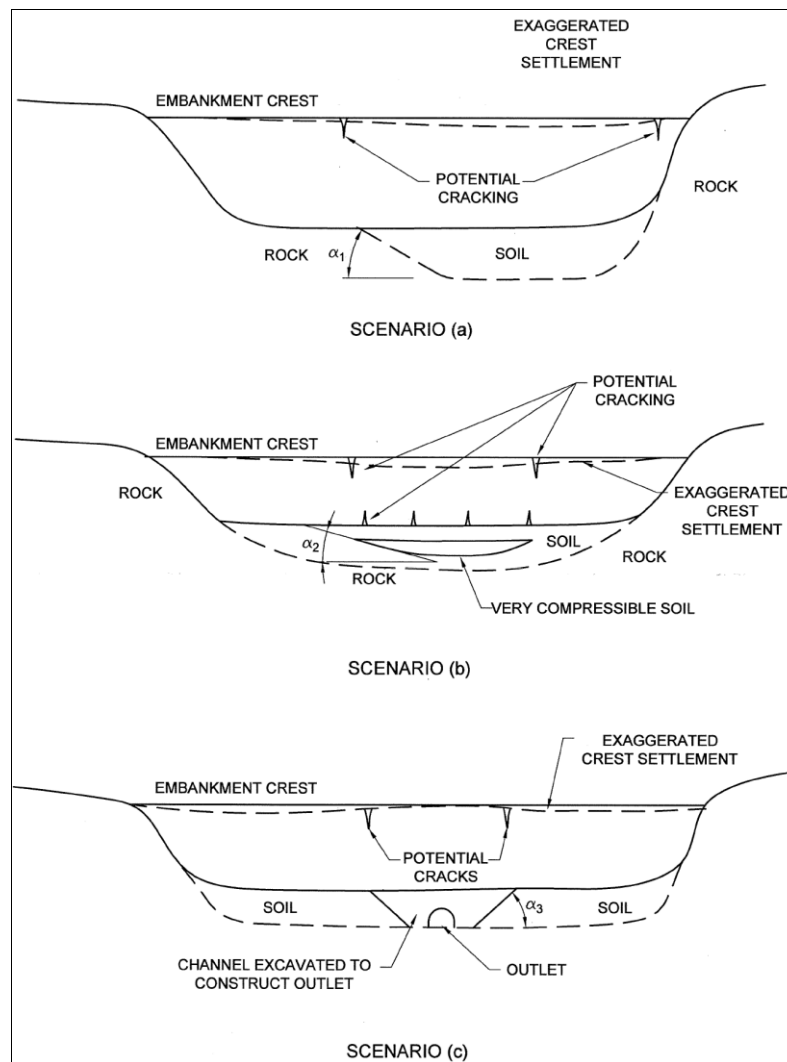 EXAGGERATED
CREST
SETTLEMENT
EMBANKMENT CREST
POTENTIAL
CRACKING
ROCK
ROCK
α1
SOIL
SCENARIO (a)
POTENTIAL
CRACKING
EMBANKMENT CREST
ROCK
EXAGGERATED
CREST
SETTLEMENT
α2
SOIL
ROCK
ROCK
VERY COMPRESSIBLE SOIL
SCENARIO (b)
EXAGGERATED
CREST SETTLEMENT
EMBANKMENT CREST
POTENTIAL
CRACKS
SOIL
α3
SOIL
CHANNEL EXCAVATED TO
CONSTRUCT OUTLET
OUTLET
SCENARIO (c)